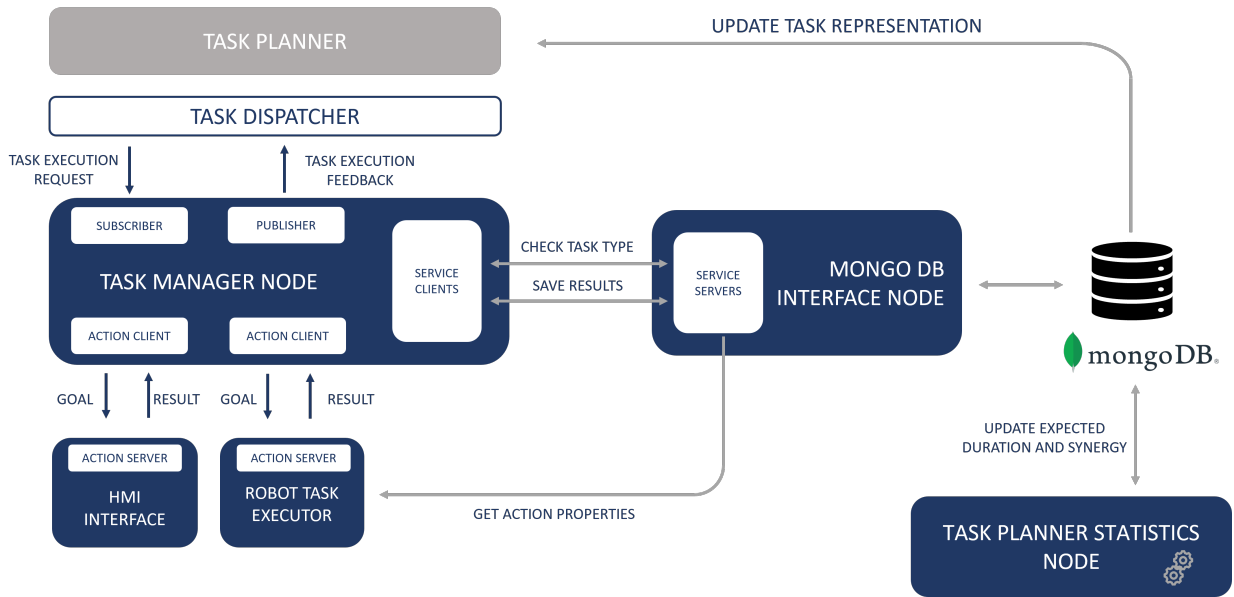 TASK PLANNER
UPDATE TASK REPRESENTATION
TASK DISPATCHER
TASK EXECUTION
REQUEST
TASK EXECUTION
FEEDBACK
SUBSCRIBER
PUBLISHER
TASK MANAGER NODE
SERVICE
CLIENTS
ACTION CLIENT
ACTION CLIENT
CHECK TASK TYPE
SAVE RESULTS
SERVICE
SERVERS
MONGO DB
INTERFACE NODE
mongoDB®
GOAL
RESULT
GOAL
RESULT
ACTION SERVER
HMI
INTERFACE
ACTION SERVER
ROBOT TASK
EXECUTOR
GET ACTION PROPERTIES
UPDATE EXPECTED
DURATION AND SYNERGY
TASK PLANNER STATISTICS
NODE